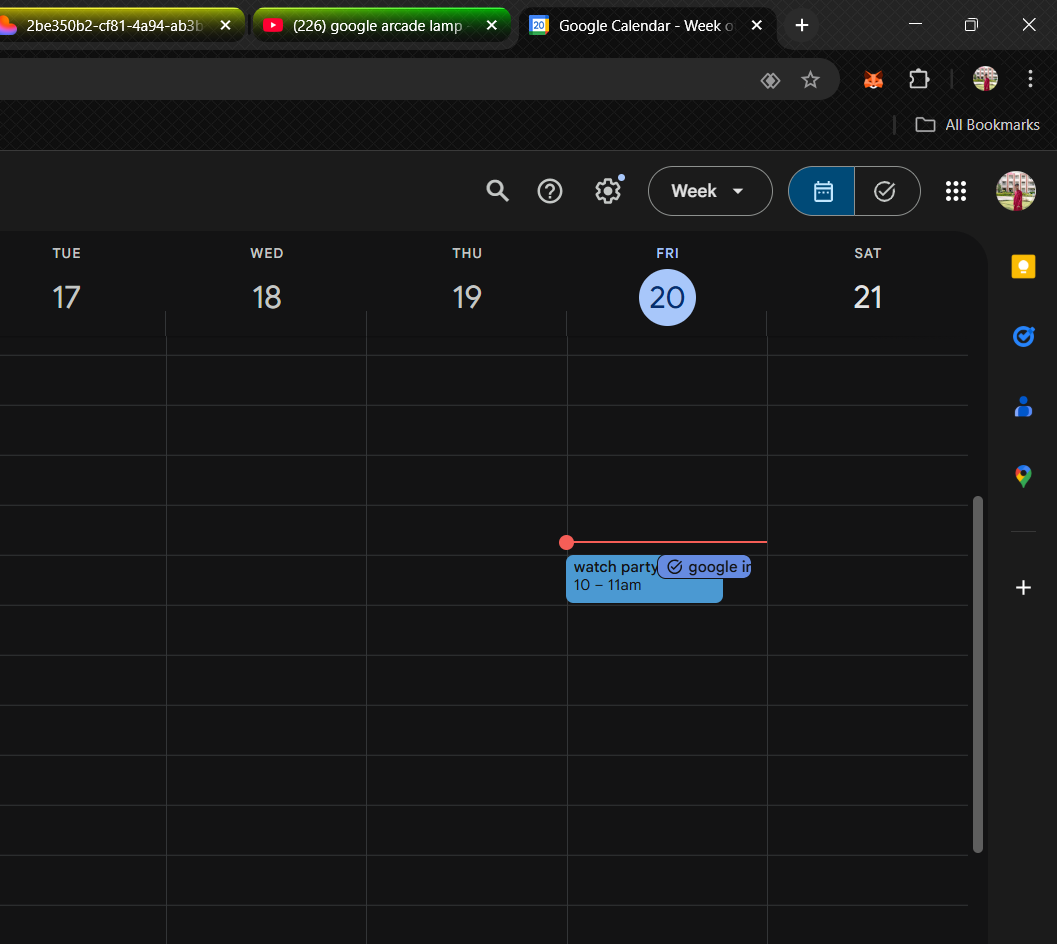 2be350b2-cf81-4a94-ab3b
(226) google arcade lamp
20
Google Calendar - Week o
All Bookmarks
Week
TUE
WED
THU
FRI
SAT
17
18
19
20
21
watch party
google in
10 – 11am